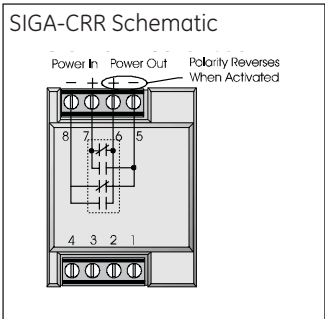 SIGA-CRR Schematic
Power In Power Out Polarity Reverses
When Activated
− + + −
8 7 6 5
4 3 2 1